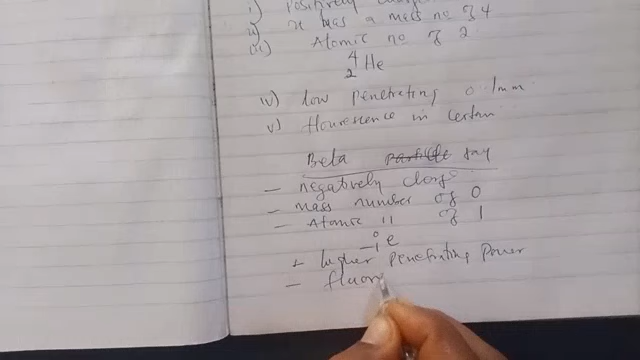 i) Positively
ii) it has a mass no of 4
iii) Atomic no of 2
4
2 He
iv) low penetrating 0.1mm
v) flourescence in certain
Beta particle ray
- negatively
- mass number of 0
- Atomic " of 1
0
-1 e
+ higher penetrating power
- fluor